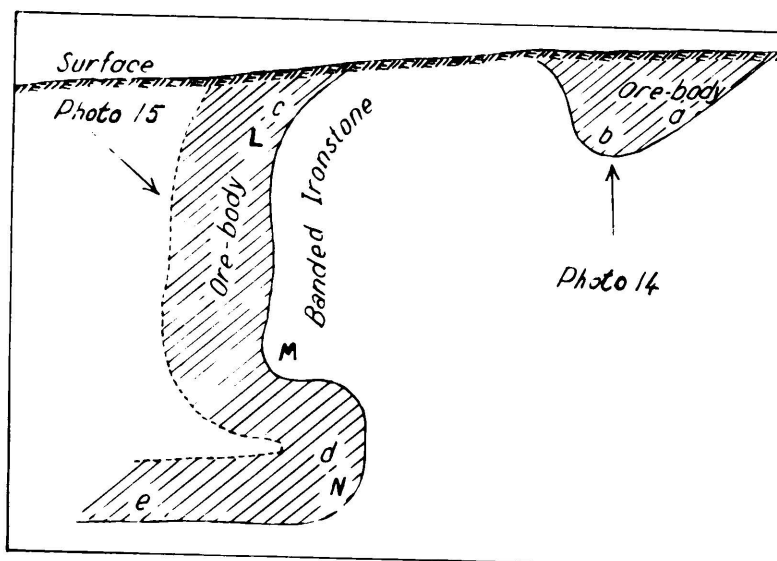 Surface
Photo 15
c
L
Ore-body
Banded Ironstone
M
d
N
e
Ore-body
a
b
Photo 14